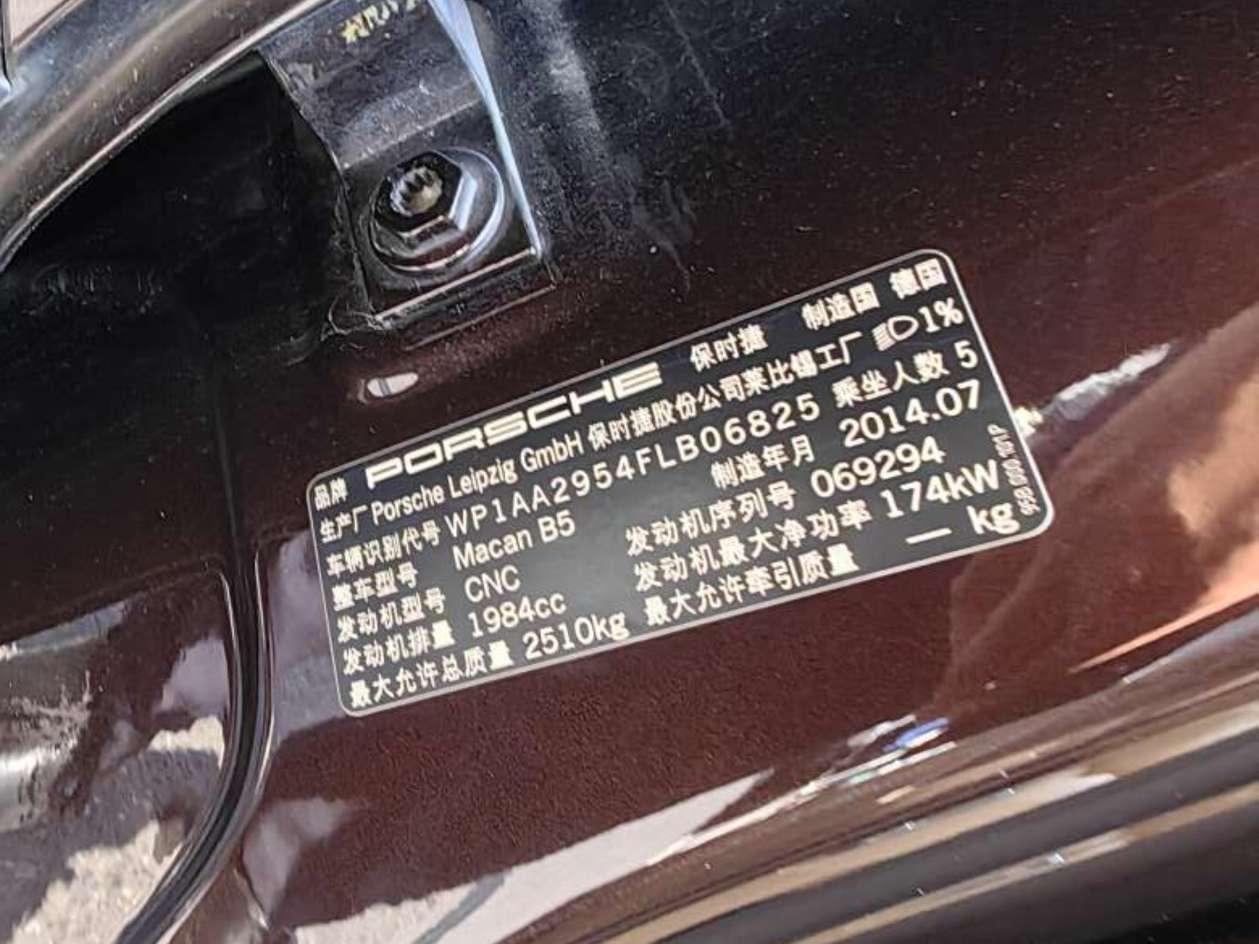 品牌 PORSCHE 保时捷 制造国 德国
生产厂 Porsche Leipzig GmbH 保时捷股份公司莱比锡工厂 1%
车辆识别代号 WP1AA2954FLB06825 乘坐人数 5
整车型号 Macan B5 制造年月 2014.07
发动机型号 CNC 发动机序列号 069294
发动机排量 1984cc 发动机最大净功率 174kW
最大允许总质量 2510kg 最大允许牵引质量 — kg